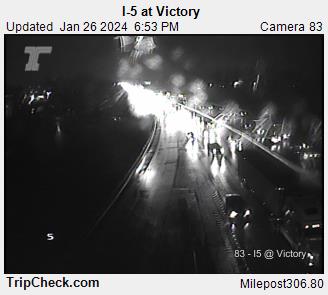 I-5 at Victory
Updated  Jan 26 2024  6:53 PM
Camera 83
T
S
83 - I5 @ Victory
TripCheck.com
Milepost306.80